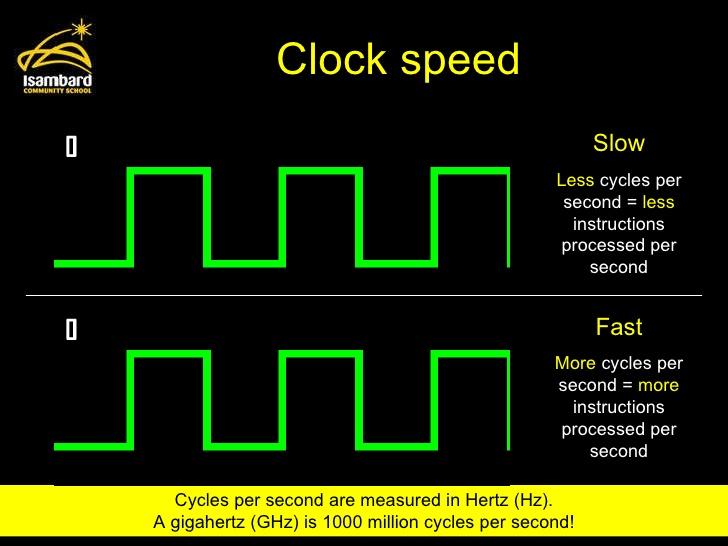 Isambard
COMMUNITY SCHOOL
Clock speed
Slow
Less cycles per
second = less
instructions
processed per
second
Fast
More cycles per
second = more
instructions
processed per
second
Cycles per second are measured in Hertz (Hz).
A gigahertz (GHz) is 1000 million cycles per second!